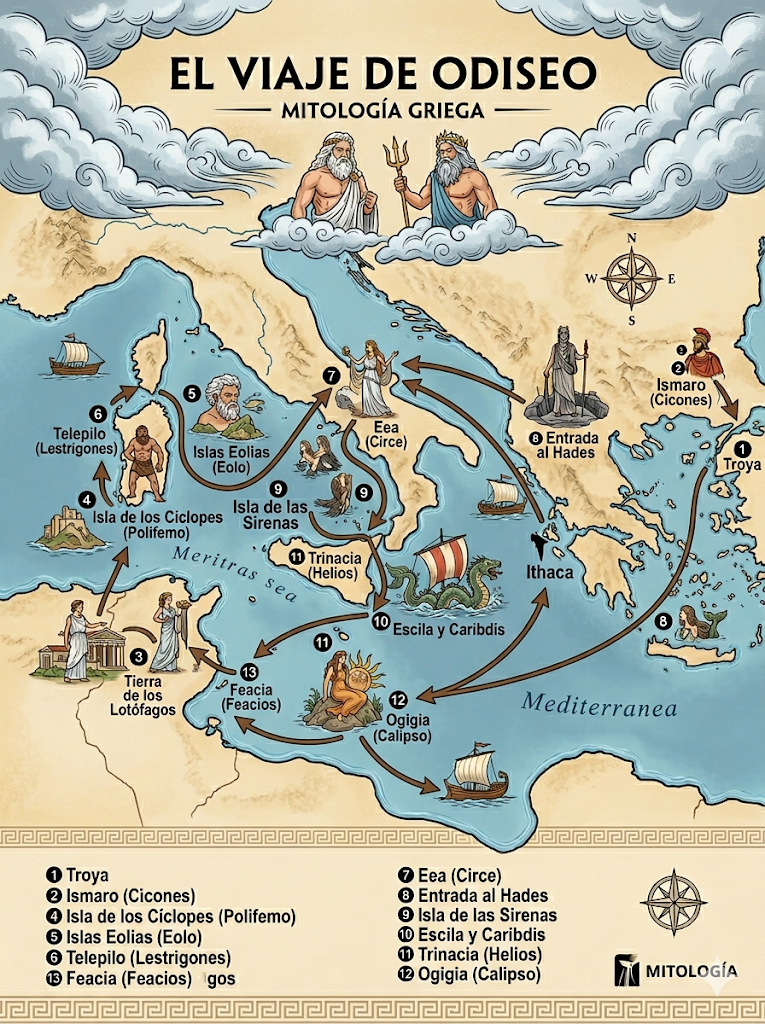 EL VIAJE DE ODISEO
MITOLOGÍA GRIEGA
N
W E
S
5
7
2
2
Ismaro
(Cicones)
6
Telepilo
(Lestrigones)
Islas Eolias
(Eolo)
Eea
(Circe)
8 Entrada
al Hades
1
Troya
4 Isla de los Cíclopes
(Polifemo)
9
Isla de las
Sirenas
9
Meritras sea
11 Trinacia
(Helios)
Ithaca
10 Escila y Caribdis
8
3
Tierra
de los
Lotófagos
11
13
Feacia
(Feacios)
12
Ogigia
(Calipso)
Mediterranea
1 Troya
2 Ismaro (Cicones)
4 Isla de los Cíclopes (Polifemo)
5 Islas Eolias (Eolo)
6 Telepilo (Lestrigones)
13 Feacia (Feacios) gos
7 Eea (Circe)
8 Entrada al Hades
9 Isla de las Sirenas
10 Escila y Caribdis
11 Trinacia (Helios)
12 Ogigia (Calipso)
MITOLOGÍA